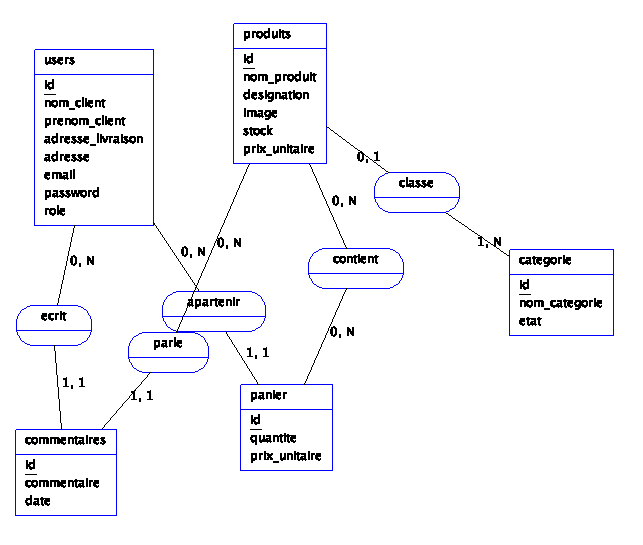 produits
id
nom_produit
designation
image
stock
prix_unitaire
users
id
nom_client
prenom_client
adresse_livraison
adresse
email
password
role
0, 1
classe
0, N
0, N
0, N
0, N
1, N
contient
categorie
id
nom_categorie
etat
apartenir
ecrit
parle
0, N
1, 1
1, 1
1, 1
panier
id
quantite
prix_unitaire
commentaires
id
commentaire
date